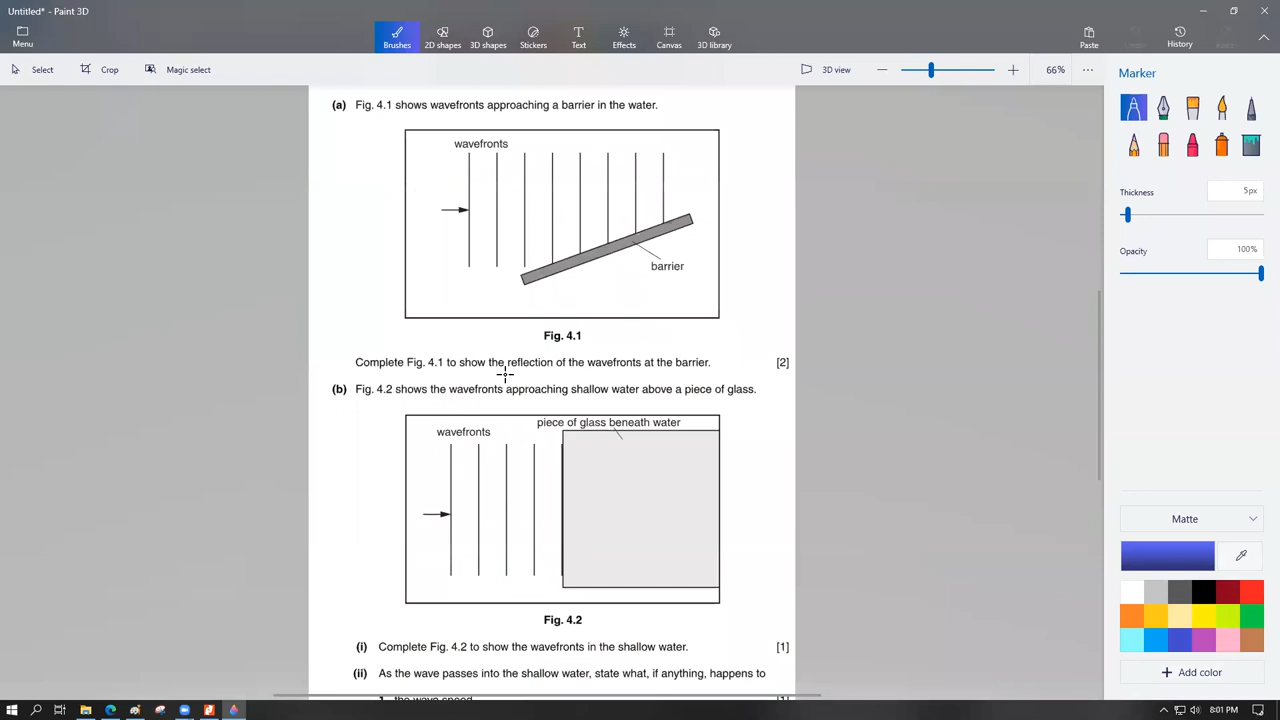 Untitled* - Paint 3D
Menu
Brushes
2D shapes
3D shapes
Stickers
Text
Effects
Canvas
3D library
Paste
History
Select
Crop
Magic select
3D view
66%
Marker
Thickness
5px
Opacity
100%
Matte
Add color
(a) Fig. 4.1 shows wavefronts approaching a barrier in the water.
wavefronts
barrier
Fig. 4.1
Complete Fig. 4.1 to show the reflection of the wavefronts at the barrier. [2]
(b) Fig. 4.2 shows the wavefronts approaching shallow water above a piece of glass.
piece of glass beneath water
wavefronts
Fig. 4.2
(i) Complete Fig. 4.2 to show the wavefronts in the shallow water. [1]
(ii) As the wave passes into the shallow water, state what, if anything, happens to
1. the wave speed
8:01 PM